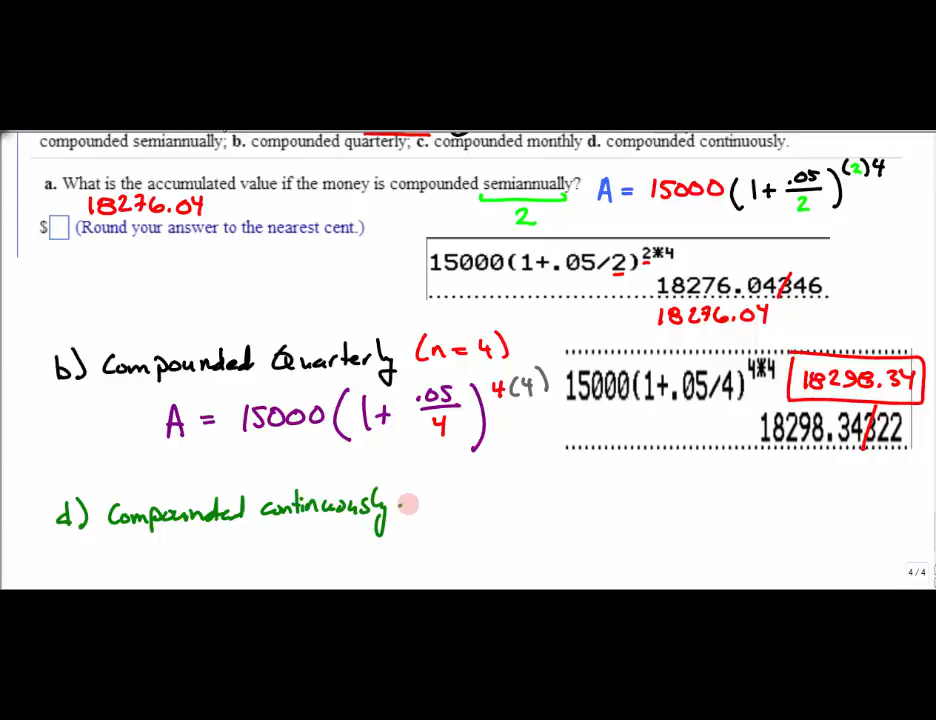 compounded semiannually; b. compounded quarterly; c. compounded monthly d. compounded continuously.
a. What is the accumulated value if the money is compounded semiannually?
A = 15000 (1 + .05/2)^(2)4
18276.04
2
$ (Round your answer to the nearest cent.)
15000(1+.05/2)^2*4
18276.04346
18276.04
b) Compounded Quarterly (n = 4)
15000(1+.05/4)^4*4
18298.34
A = 15000 (1 + .05/4)^4(4)
18298.34322
d) Compounded continuously
4/4